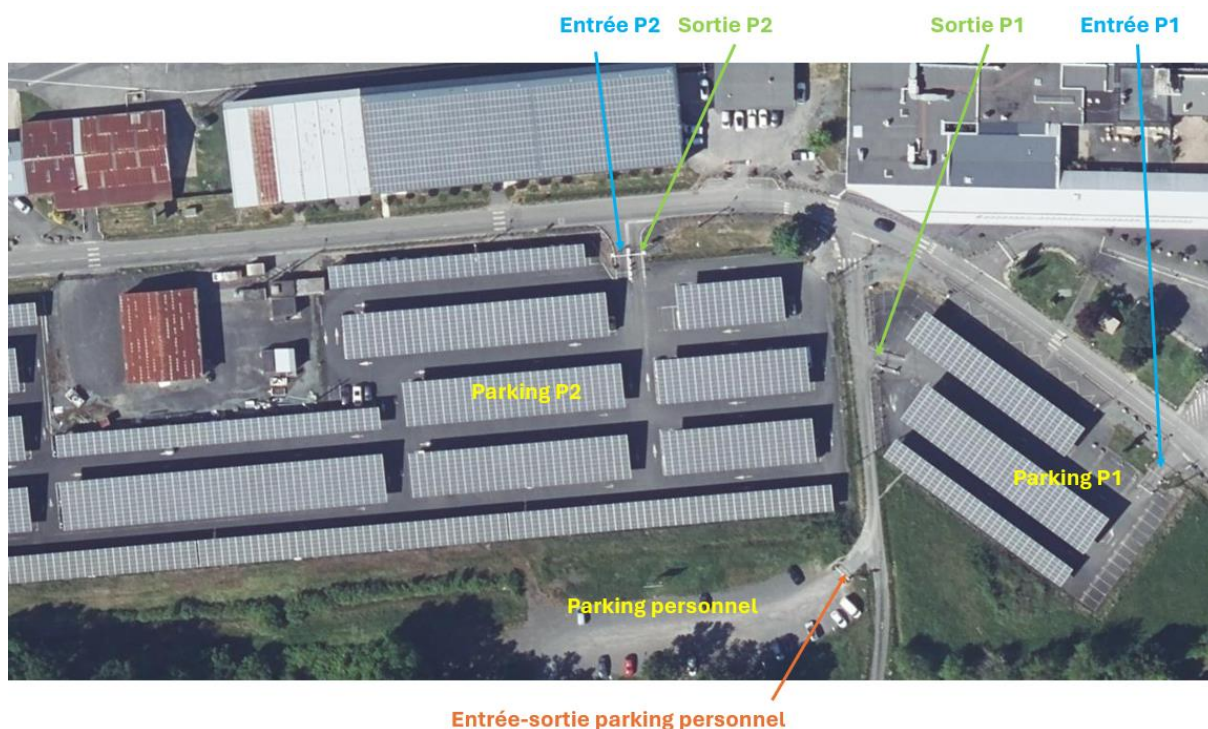 Entrée P2
Sortie P2
Sortie P1
Entrée P1
Parking P2
Parking P1
Parking personnel
Entrée-sortie parking personnel